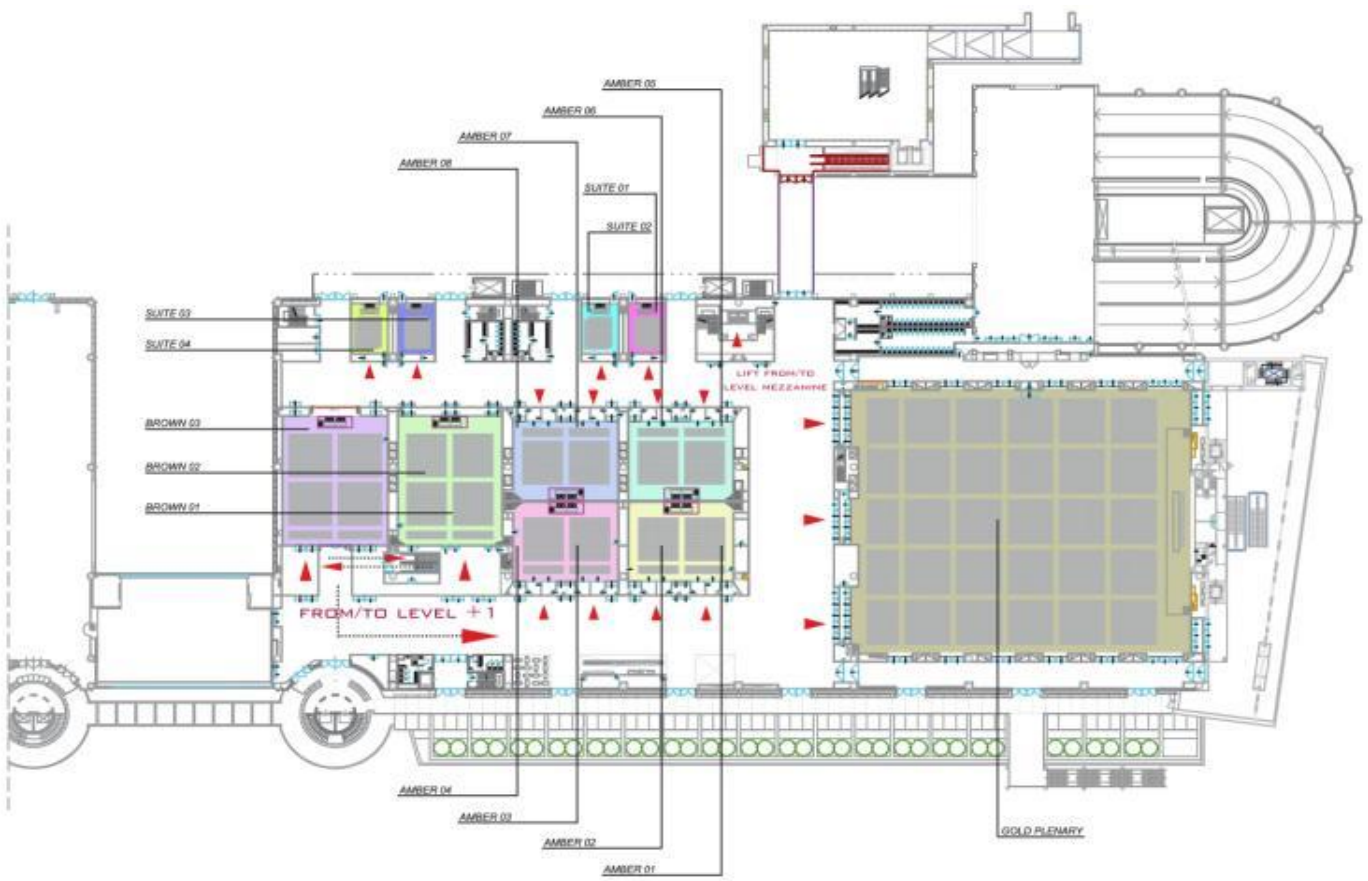 AMBER 05
AMBER 06
AMBER 07
AMBER 08
SUITE 01
SUITE 02
SUITE 03
SUITE 04
LIFT FROM/TO
LEVEL MEZZANINE
BROWN 03
BROWN 02
BROWN 01
FROM/TO LEVEL +1
AMBER 04
AMBER 03
AMBER 02
AMBER 01
GOLD PLENARY